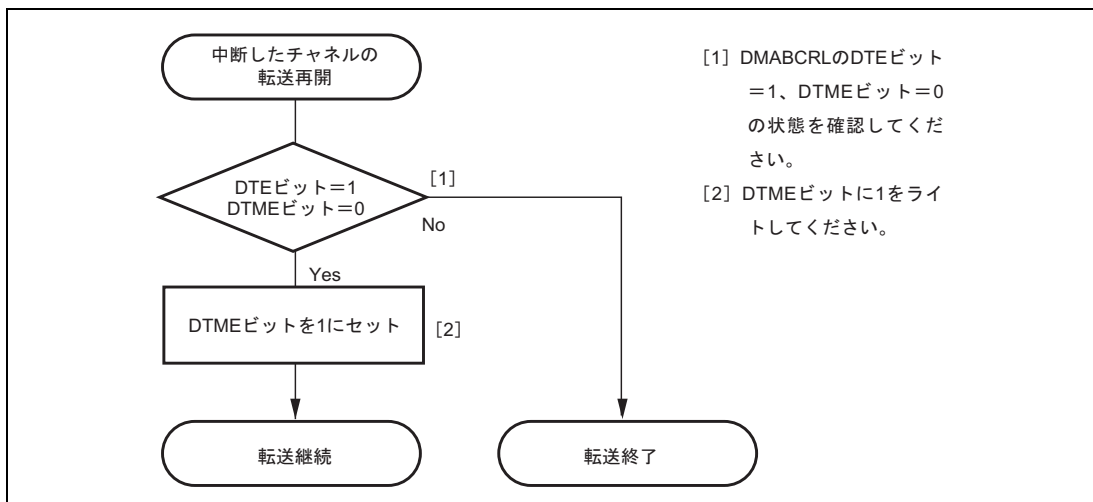 中断したチャネルの
転送再開
DTEビット＝1
DTMEビット＝0
[1]
No
Yes
DTMEビットを1にセット
[2]
転送継続
転送終了
[1] DMABCRLのDTEビット
＝1、DTMEビット＝0
の状態を確認してくだ
さい。
[2] DTMEビットに1をライ
トしてください。